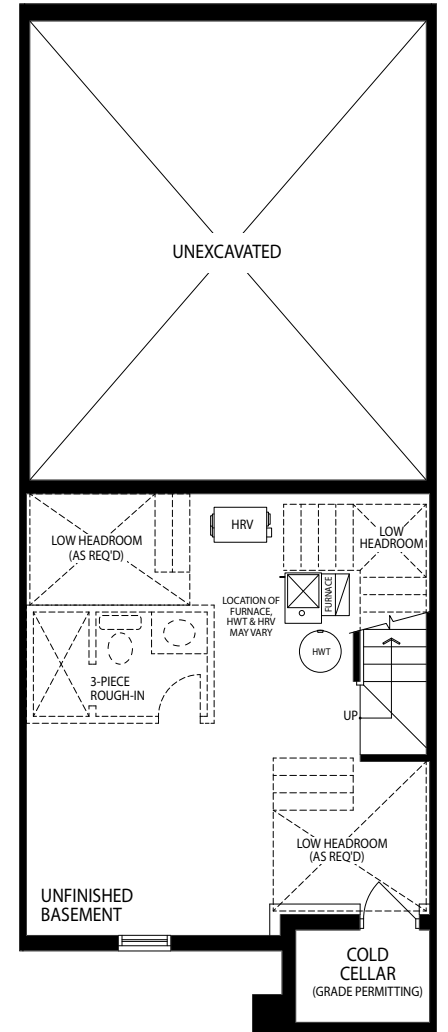 UNEXCAVATED
LOW HEADROOM
(AS REQ'D)
HRV
LOW
HEADROOM
LOCATION OF
FURNACE,
HWT & HRV
MAY VARY
FURNACE
HWT
3-PIECE
ROUGH-IN
UP
LOW HEADROOM
(AS REQ'D)
UNFINISHED
BASEMENT
COLD
CELLAR
(GRADE PERMITTING)